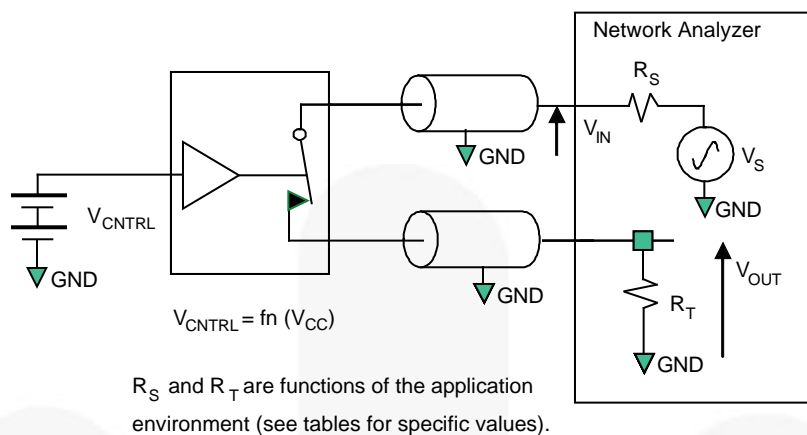 Network Analyzer
R_S
V_IN
GND
V_S
GND
V_CNTRL
GND
GND
V_OUT
R_T
GND
V_CNTRL = fn (V_CC)
R_S and R_T are functions of the application
environment (see tables for specific values).